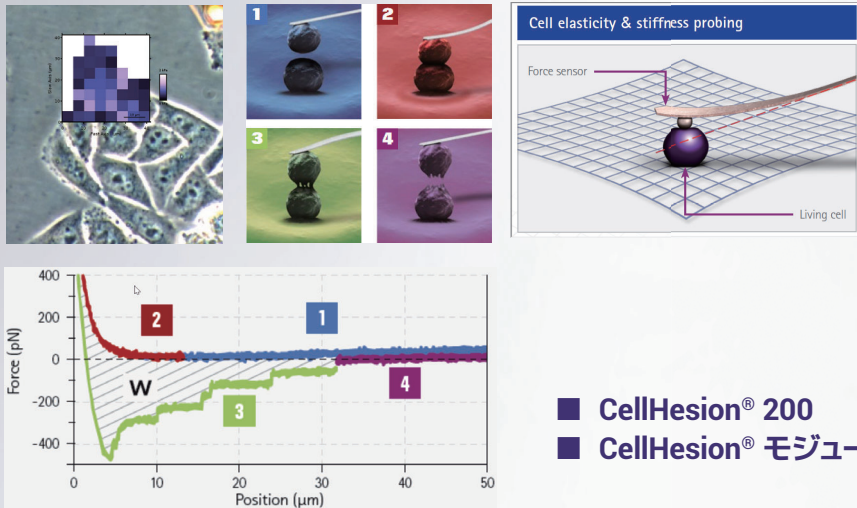 1
2
3
4
Cell elasticity & stiffness probing
Force sensor
Living cell
400
200
0
-200
-400
Force (pN)
2
1
W
3
4
0
10
20
30
40
50
Position (µm)
■ CellHesion® 200
■ CellHesion® モジュー